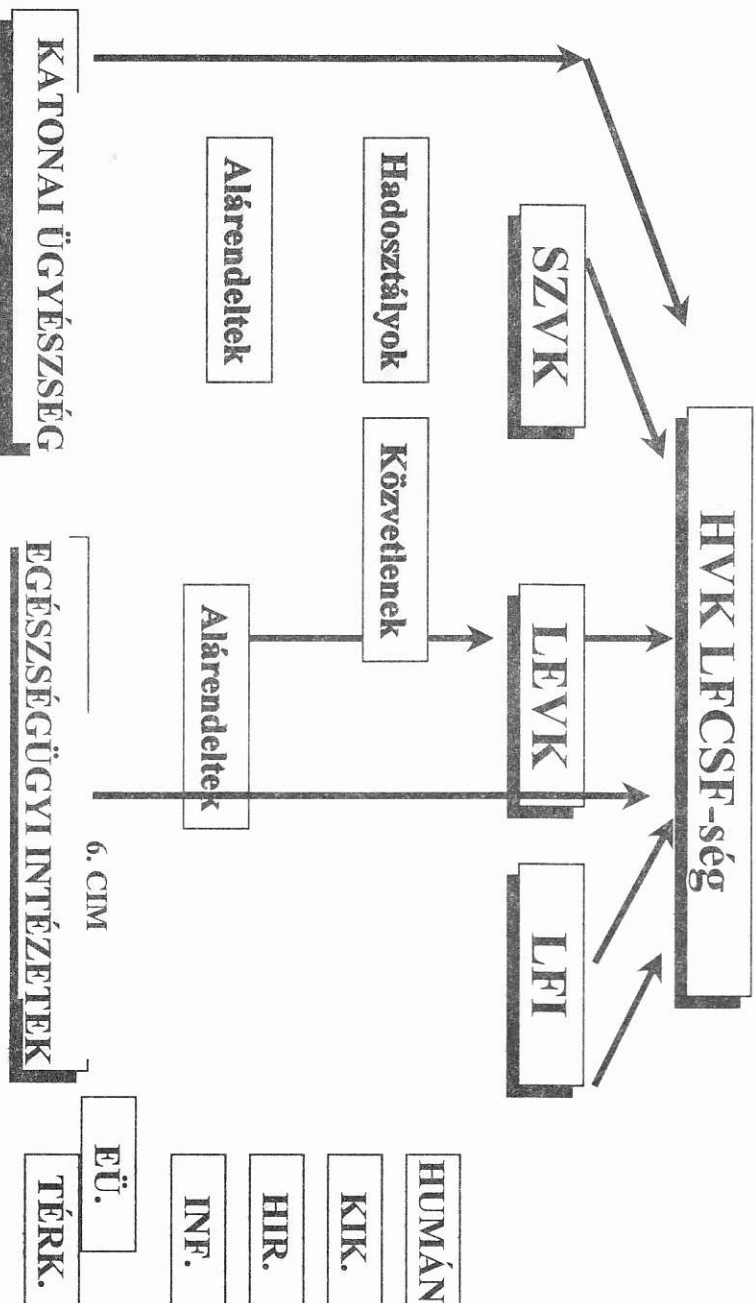 HVK LFCSF-ség
SZVK
LEVK
LFI
HUMÁN
Hadosztályok
Közvetlenek
KIK.
HIR.
Alárendeltek
Alárendeltek
INF.
6. CIM
EÜ.
KATONAI ÜGYÉSZSÉG
EGÉSZSÉGÜGYI INTÉZETEK
TÉRK.